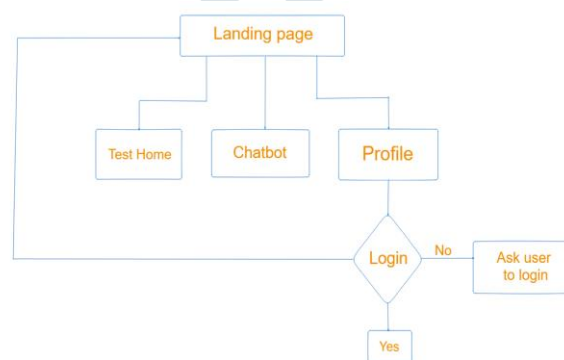 Landing page
Test Home
Chatbot
Profile
Login
No
Ask user
to login
Yes